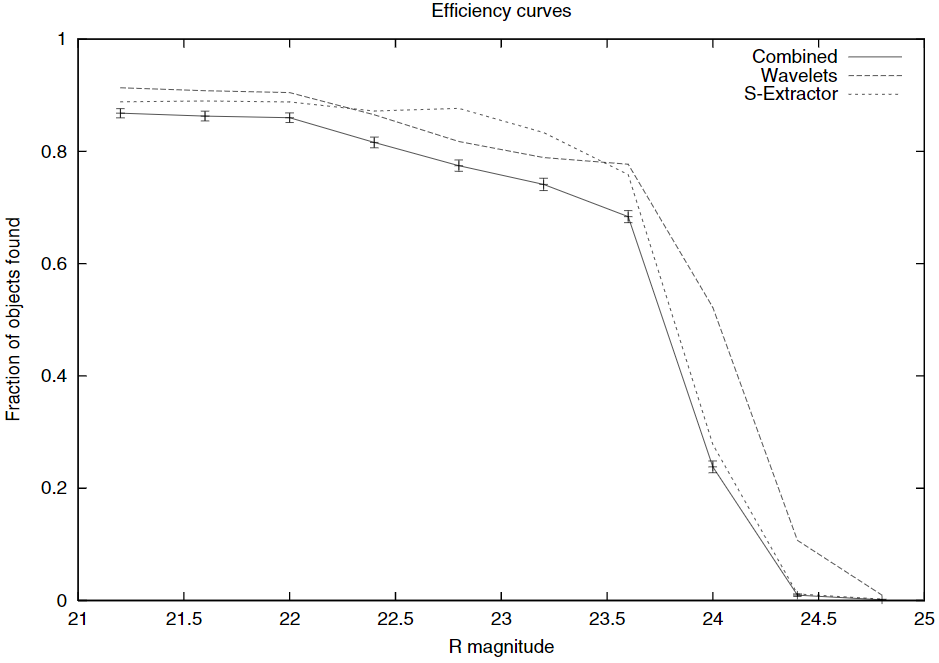 Efficiency curves
1
0.8
0.6
0.4
0.2
0
Fraction of objects found
Combined
Wavelets
S-Extractor
21
21.5
22
22.5
23
23.5
24
24.5
25
R magnitude